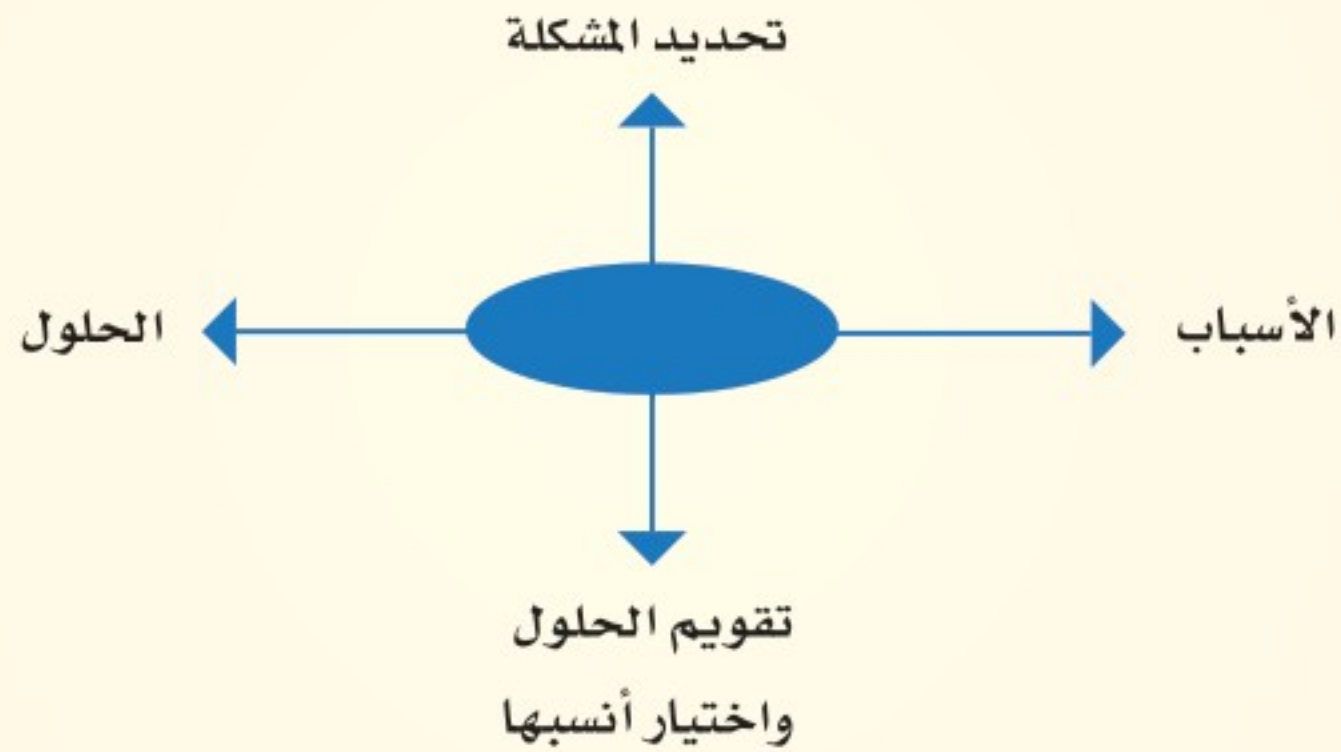 تحديد المشكلة
الأسباب
الحلول
تقويم الحلول
واختيار أنسبها